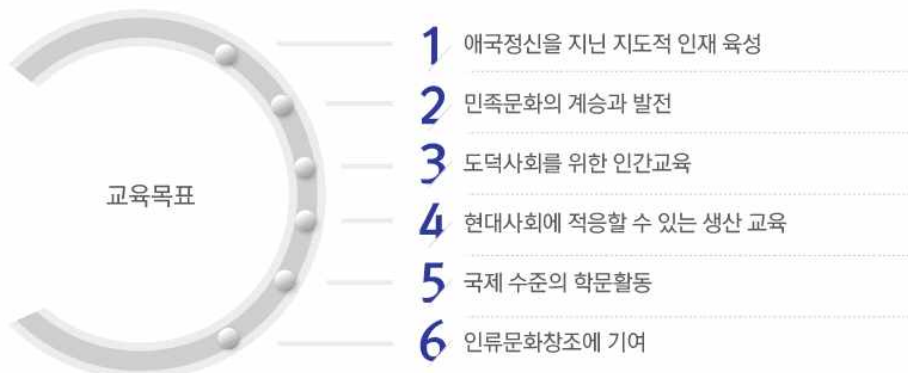 교육목표
1 애국정신을 지닌 지도적 인재 육성
2 민족문화의 계승과 발전
3 도덕사회를 위한 인간교육
4 현대사회에 적응할 수 있는 생산 교육
5 국제 수준의 학문활동
6 인류문화창조에 기여